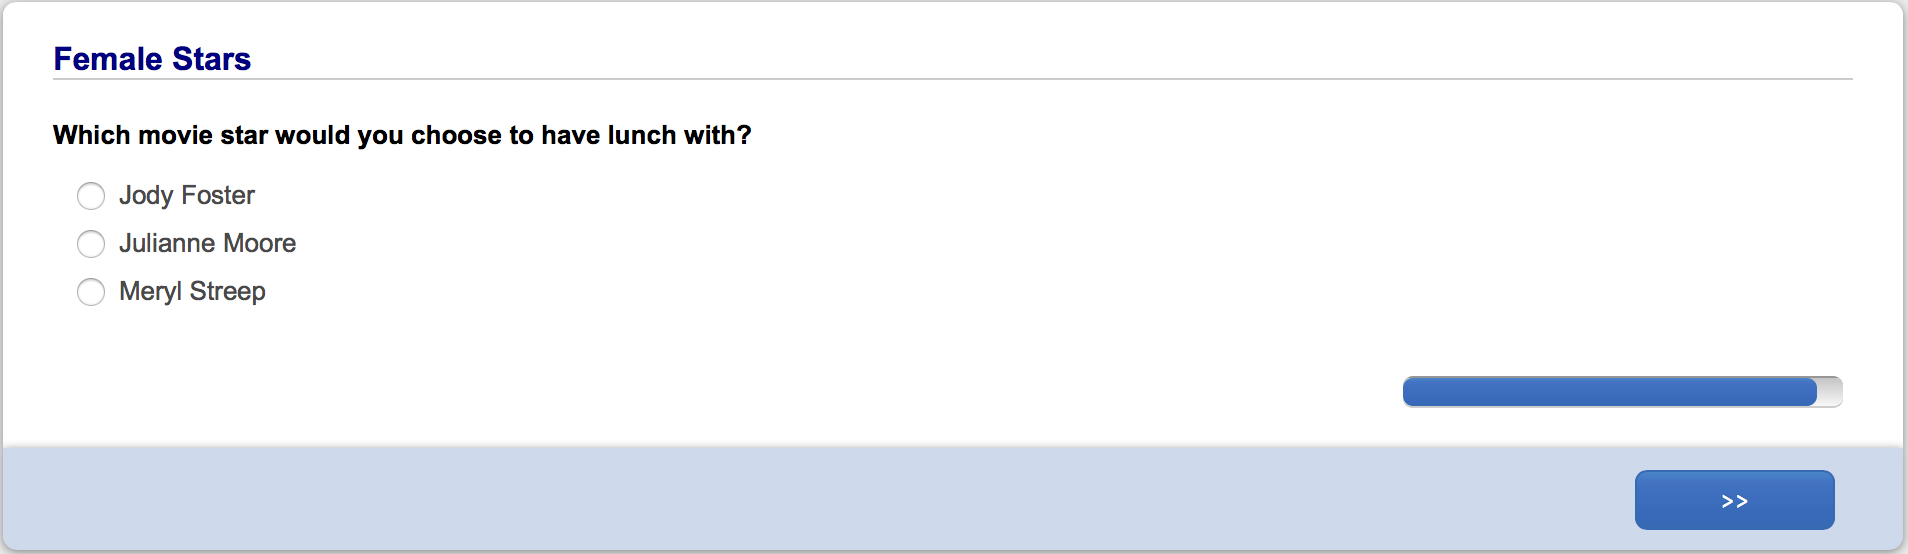 Female Stars
Which movie star would you choose to have lunch with?
Jody Foster
Julianne Moore
Meryl Streep
>>